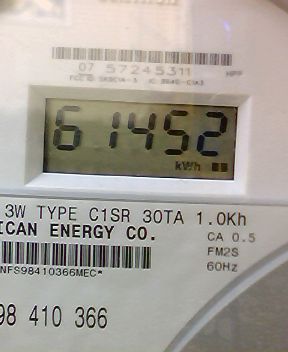 07 57245311
61452
kWh
3W TYPE C1SR 30TA 1.0Kh
ICAN ENERGY CO.
CA 0.5
FM2S
60Hz
NFS98410366MEC*
98 410 366